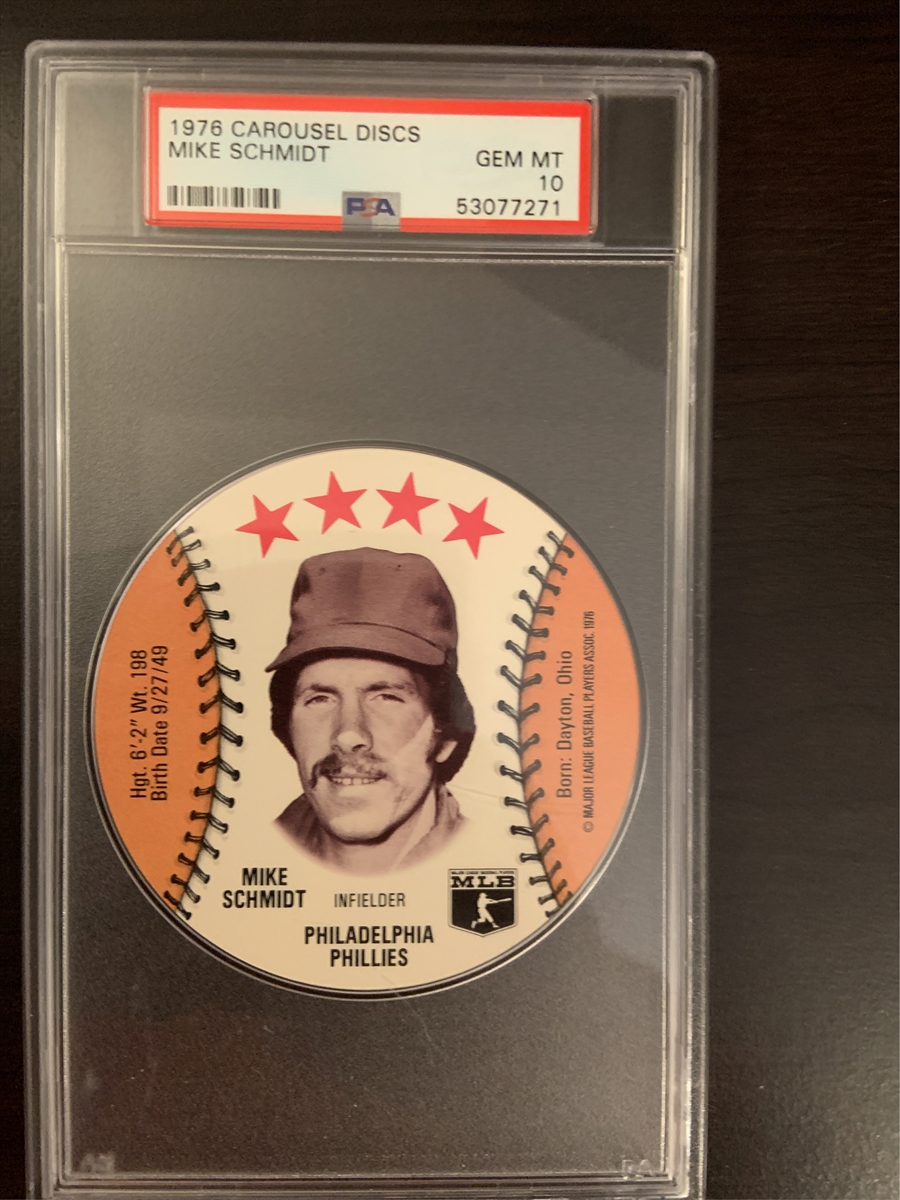 1976 CAROUSEL DISCS
MIKE SCHMIDT
GEM MT
10
PSA
53077271
Hgt. 6'-2" Wt. 198
Birth Date 9/27/49
Born: Dayton, Ohio
© MAJOR LEAGUE BASEBALL PLAYERS ASSOC. 1976
MIKE
SCHMIDT
INFIELDER
MLB
PHILADELPHIA
PHILLIES